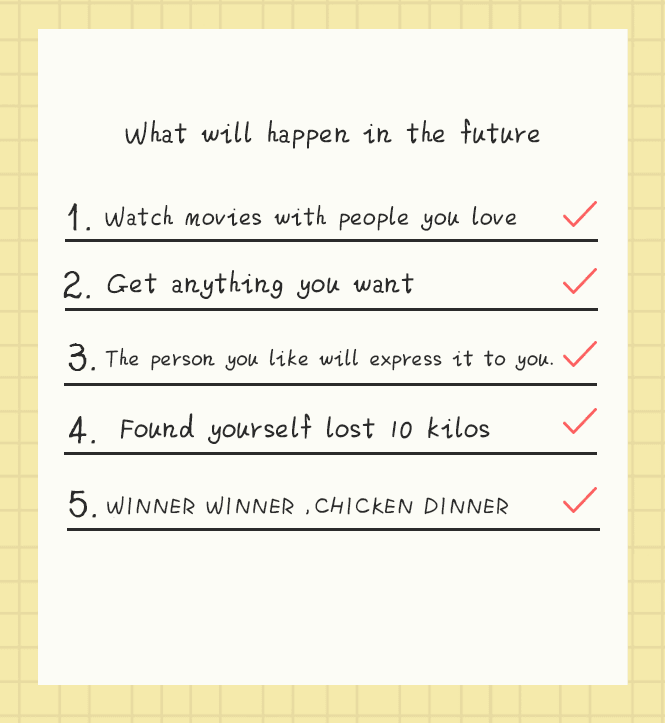 What will happen in the future
1. Watch movies with people you love
2. Get anything you want
3. The person you like will express it to you.
4. Found yourself lost 10 kilos
5. WINNER WINNER ,CHICKEN DINNER